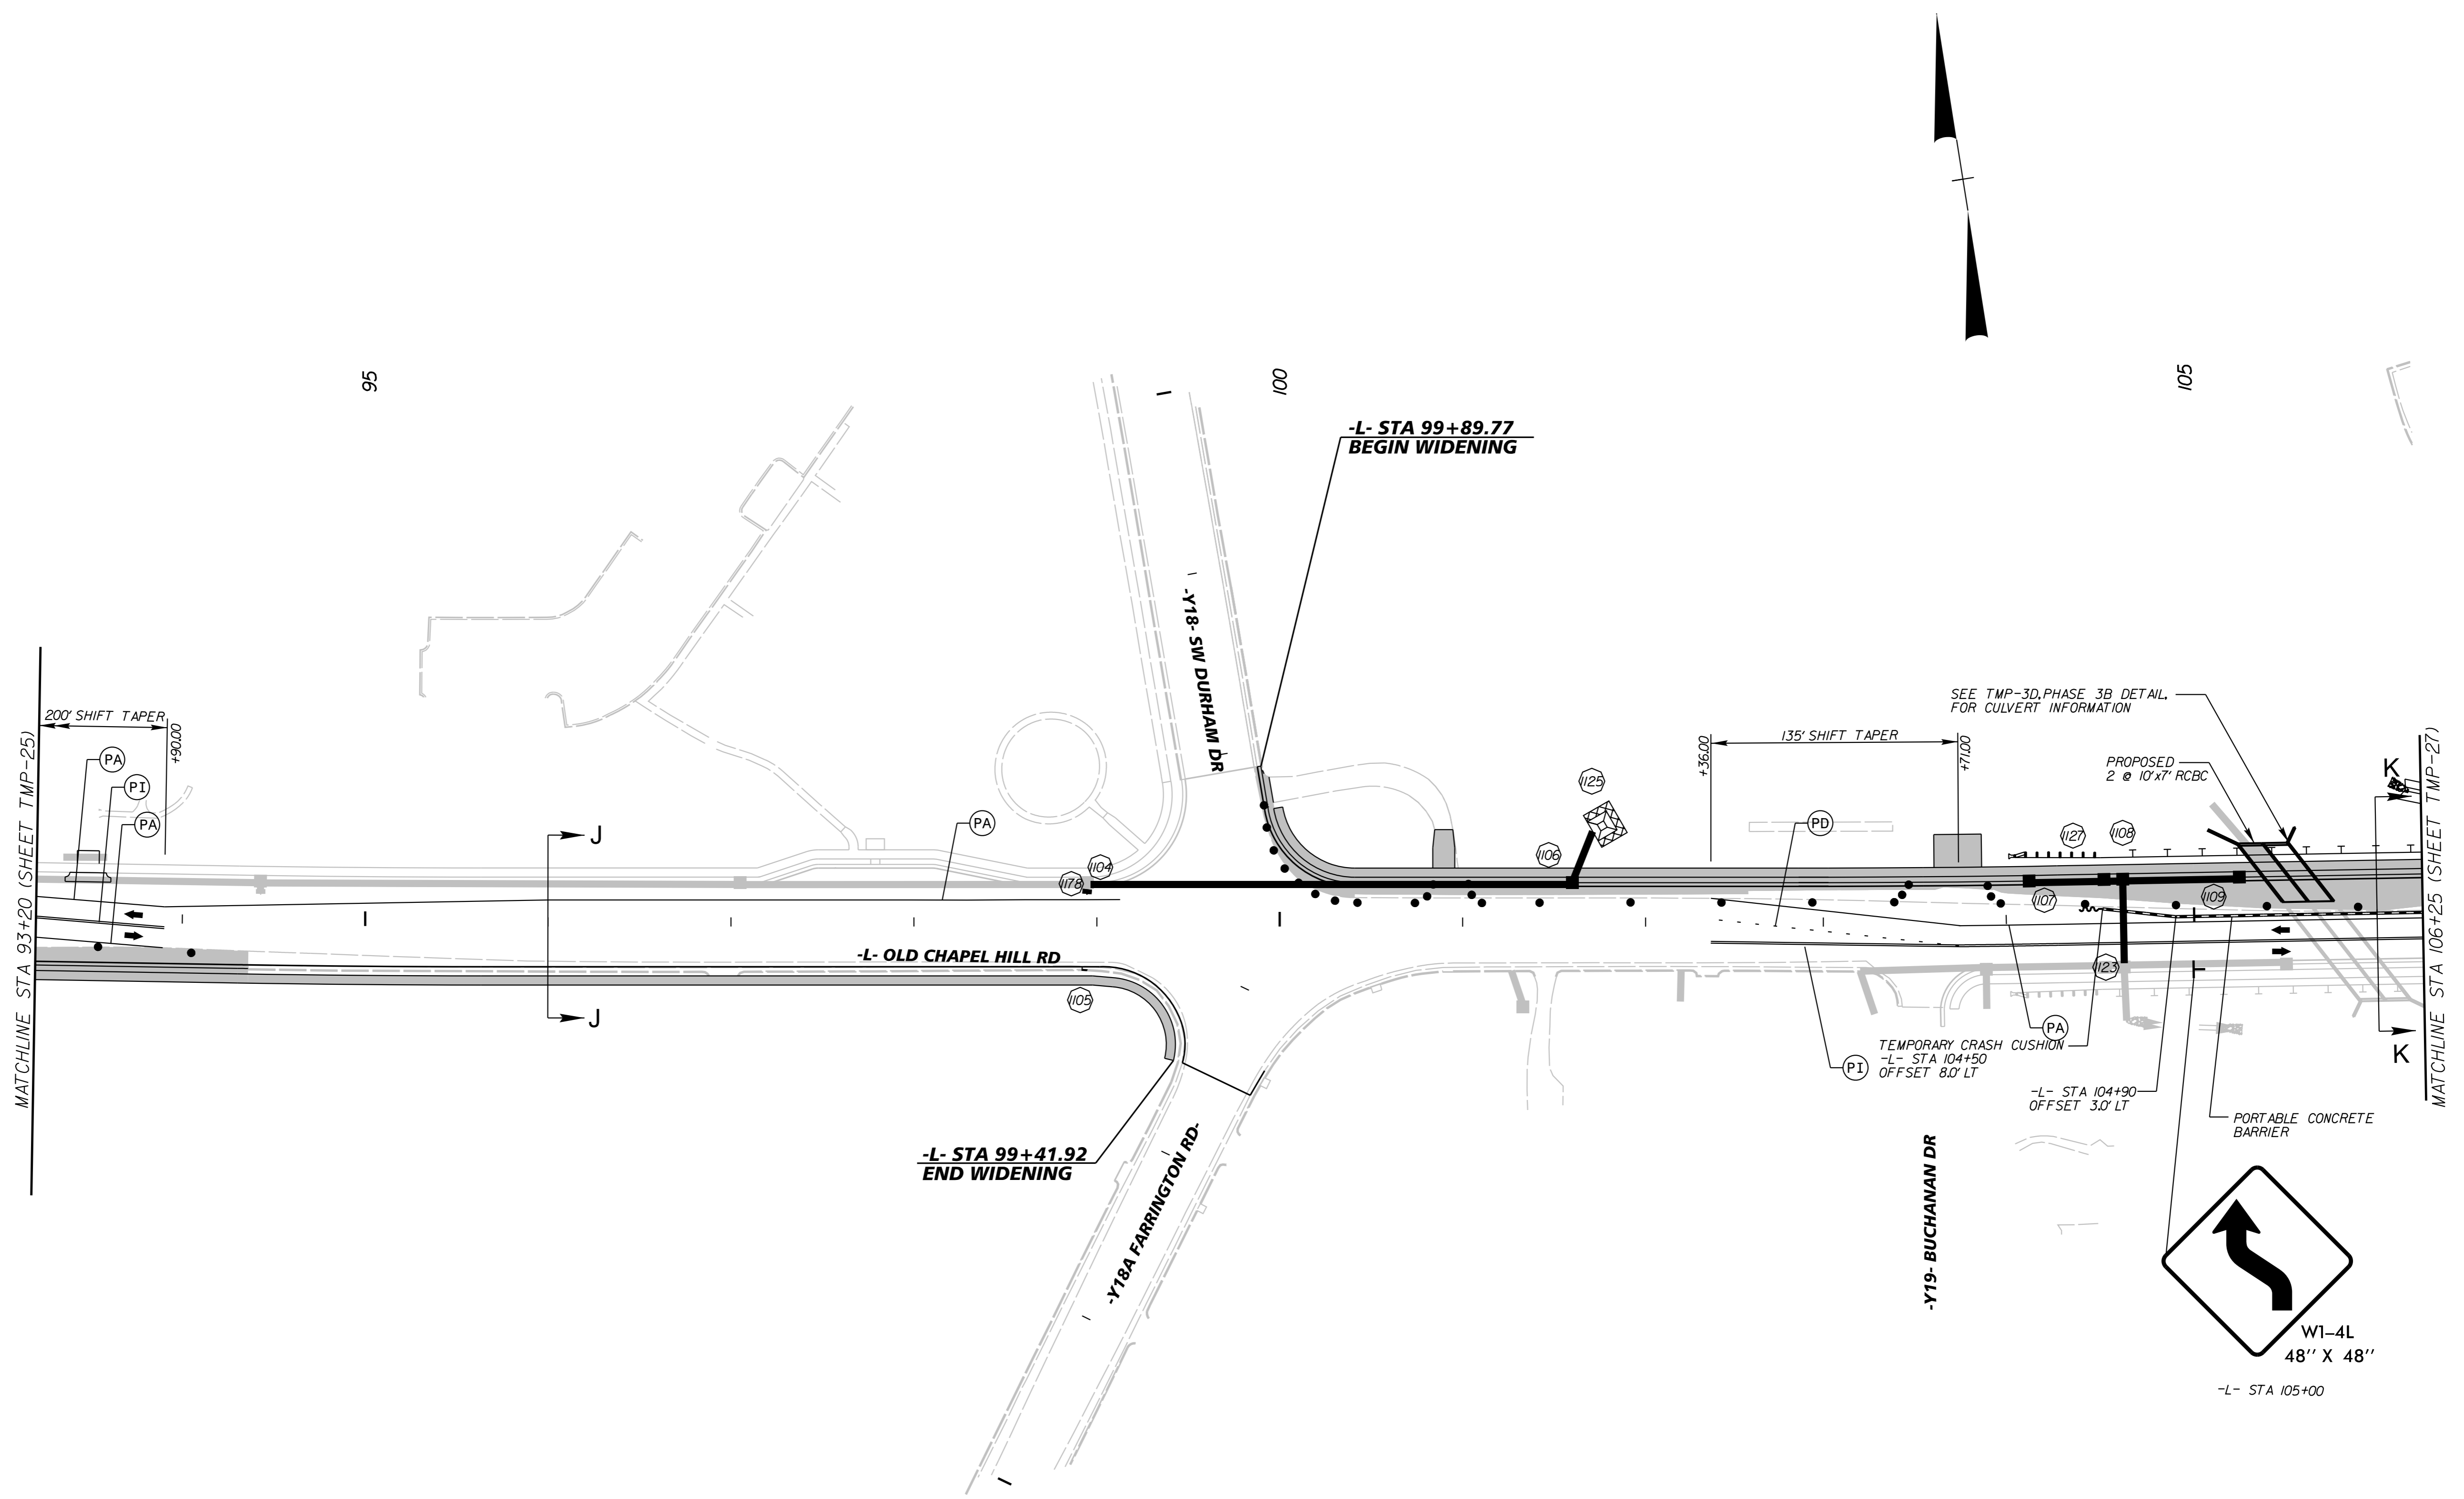 95
100
105
-L- STA 99+89.77
BEGIN WIDENING
-Y18- SW DURHAM DR
MATCHLINE STA 93+20 (SHEET TMP-25)
200' SHIFT TAPER
+90.00
PA
PI
PA
J
J
PA
1178
1104
1105
-L- OLD CHAPEL HILL RD
1106
1125
+36.00
135' SHIFT TAPER
+71.00
PD
SEE TMP-3D, PHASE 3B DETAIL,
FOR CULVERT INFORMATION
PROPOSED
2 @ 10'x7' RCBC
1127
1108
1107
1109
1123
K
K
MATCHLINE STA 106+25 (SHEET TMP-27)
PA
PI
TEMPORARY CRASH CUSHION
-L- STA 104+50
OFFSET 8.0' LT
-L- STA 104+90
OFFSET 3.0' LT
PORTABLE CONCRETE
BARRIER
-L- STA 99+41.92
END WIDENING
-Y18A FARRINGTON RD-
-Y19- BUCHANAN DR
W1-4L
48'' X 48''
-L- STA 105+00